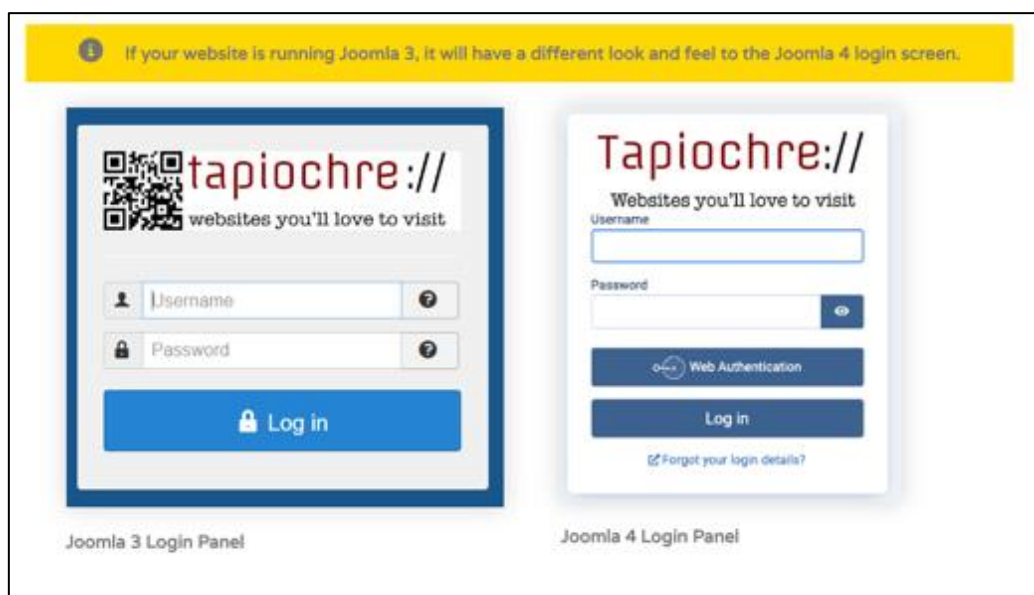 If your website is running Joomla 3, it will have a different look and feel to the Joomla 4 login screen.
tapiochre://
websites you'll love to visit
Username
Password
Log in
Joomla 3 Login Panel
Tapiochre://
Websites you'll love to visit
Username
Password
Web Authentication
Log in
Forgot your login details?
Joomla 4 Login Panel